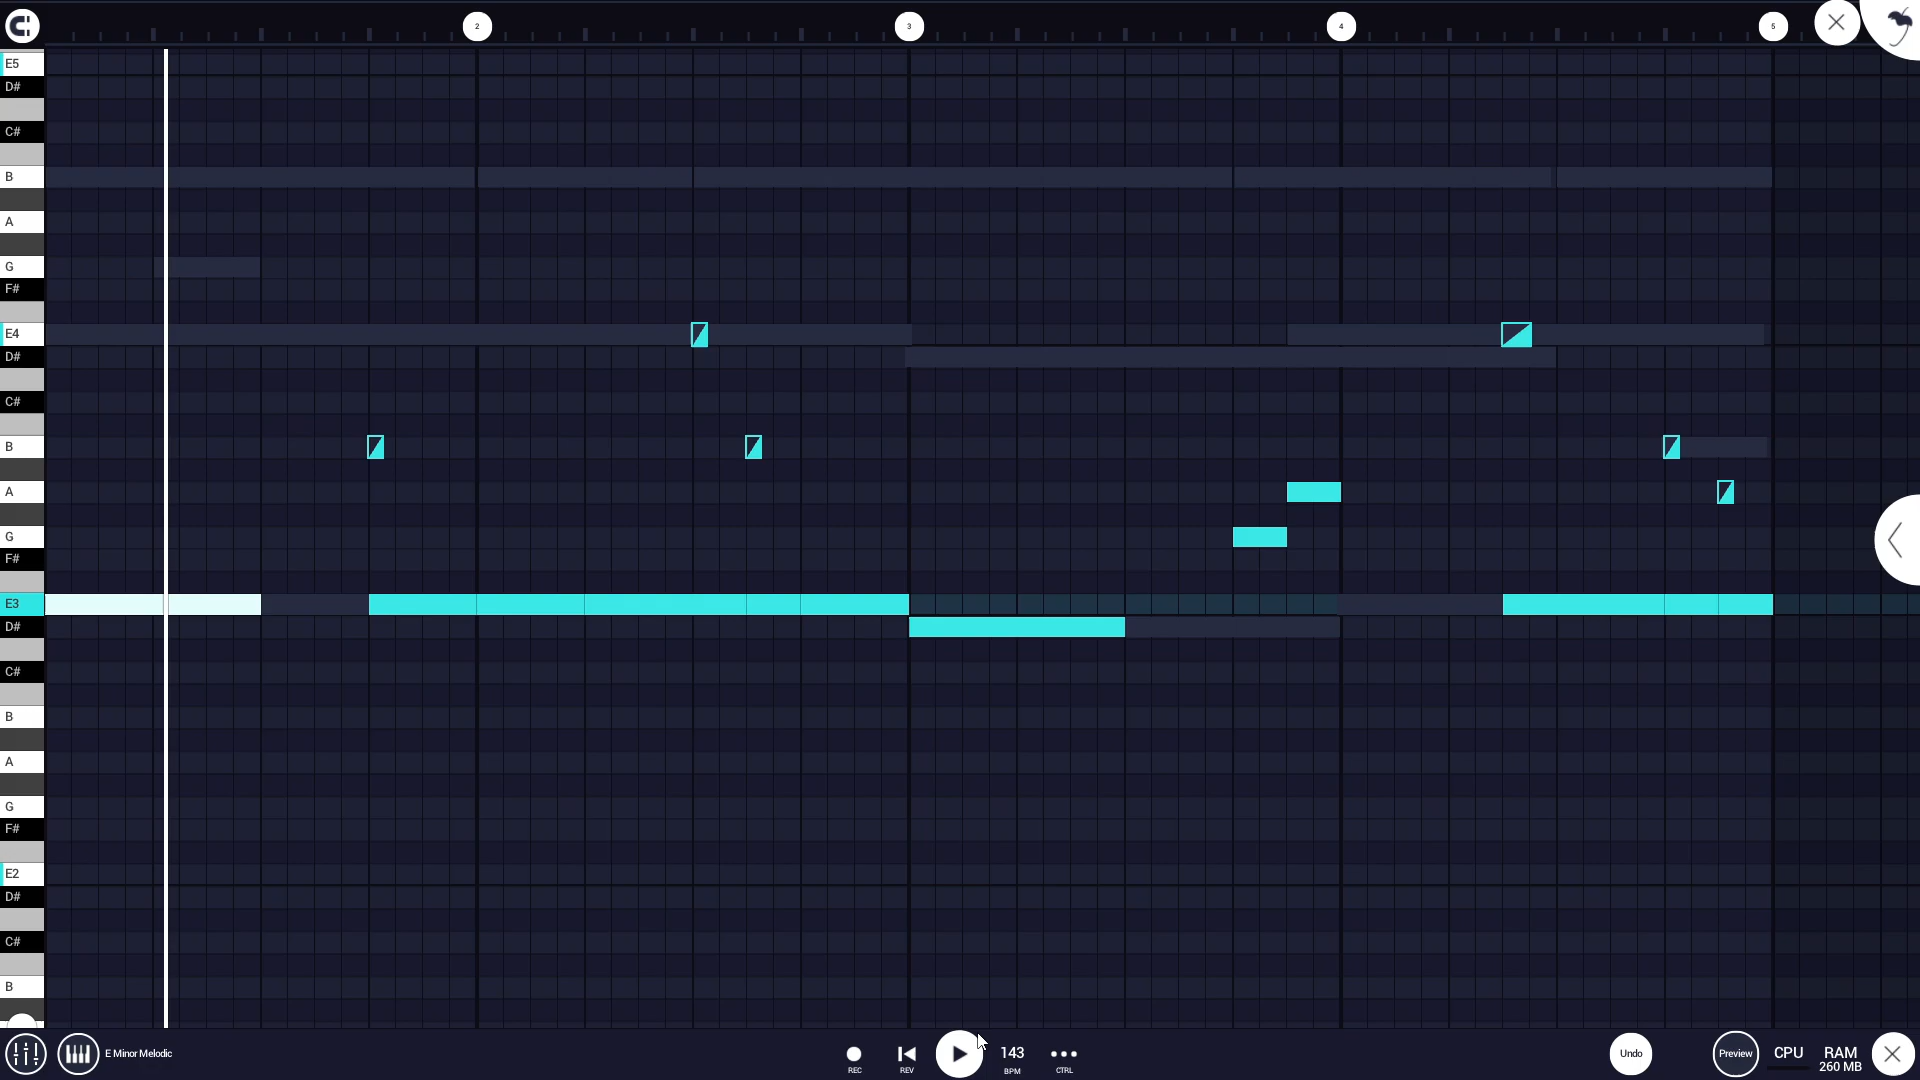 2 3 4 5
E5
D#
C#
B
A
G
F#
E4
D#
C#
B
A
G
F#
E3
D#
C#
B
A
G
F#
E2
D#
C#
B
E Minor Melodic
REC
REV
143
BPM
CTRL
Undo
Preview
CPU
RAM
260 MB